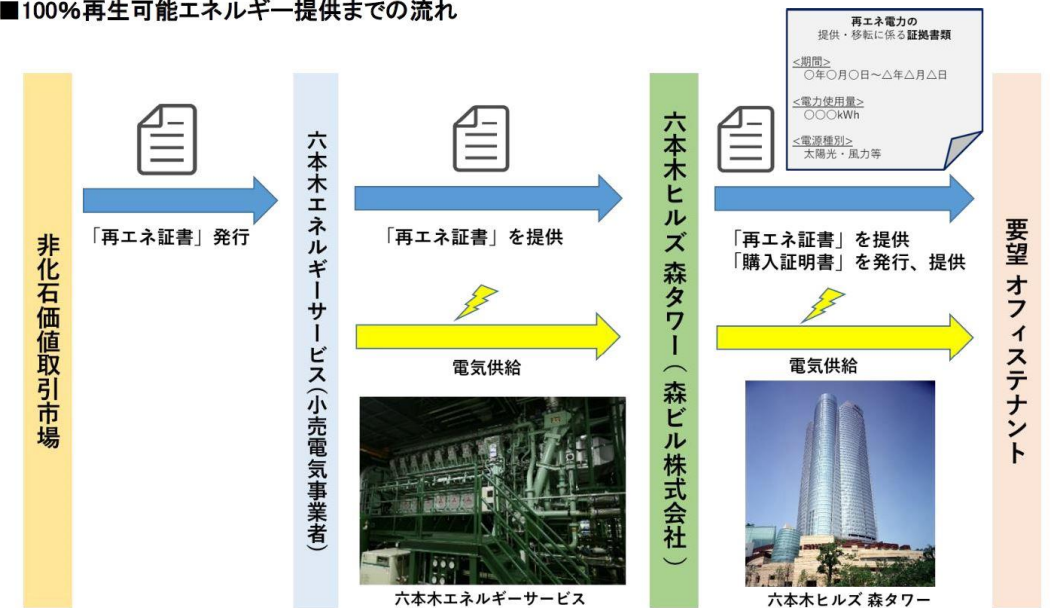 ■100%再生可能エネルギー提供までの流れ
非化石価値取引市場
「再エネ証書」発行
六本木エネルギーサービス(小売電気事業者)
「再エネ証書」を提供
電気供給
六本木エネルギーサービス
六本木ヒルズ 森タワー(森ビル株式会社)
再エネ電力の
提供・移転に係る証拠書類
<期間>
○年○月○日～△年△月△日
<電力使用量>
○○○kWh
<電源種別>
太陽光・風力等
「再エネ証書」を提供
「購入証明書」を発行、提供
電気供給
六本木ヒルズ 森タワー
要望 オフィステナント